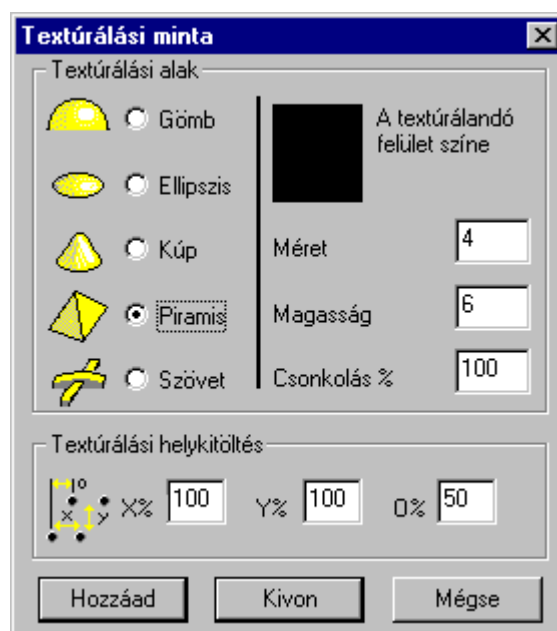 Textúrálási minta
Textúrálási alak
Gömb
Ellipszis
Kúp
Piramis
Szövet
A textúrálandó
felület színe
Méret 4
Magasság 6
Csonkolás % 100
Textúrálási helykitöltés
o
x y
X% 100 Y% 100 O% 50
Hozzáad Kivon Mégse